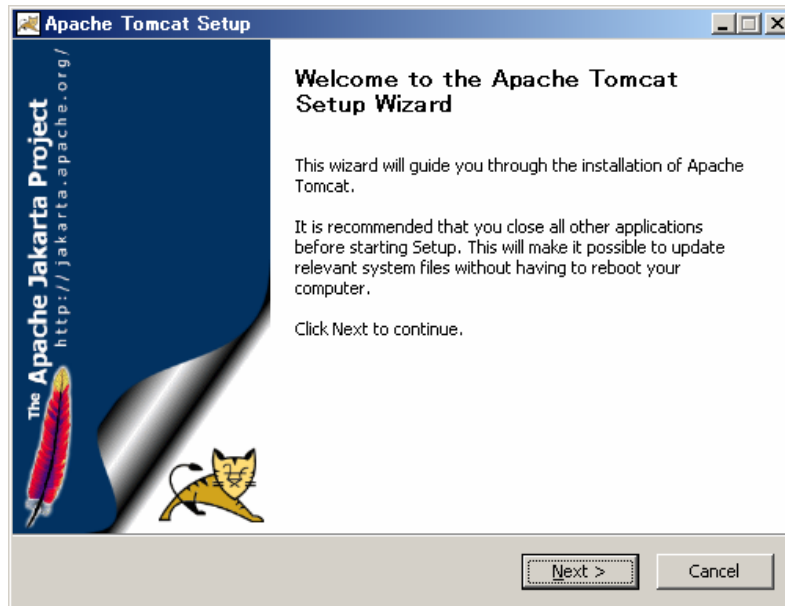 Apache Tomcat Setup
The Apache Jakarta Project
http://jakarta.apache.org/
Welcome to the Apache Tomcat
Setup Wizard
This wizard will guide you through the installation of Apache
Tomcat.
It is recommended that you close all other applications
before starting Setup. This will make it possible to update
relevant system files without having to reboot your
computer.
Click Next to continue.
Next >
Cancel